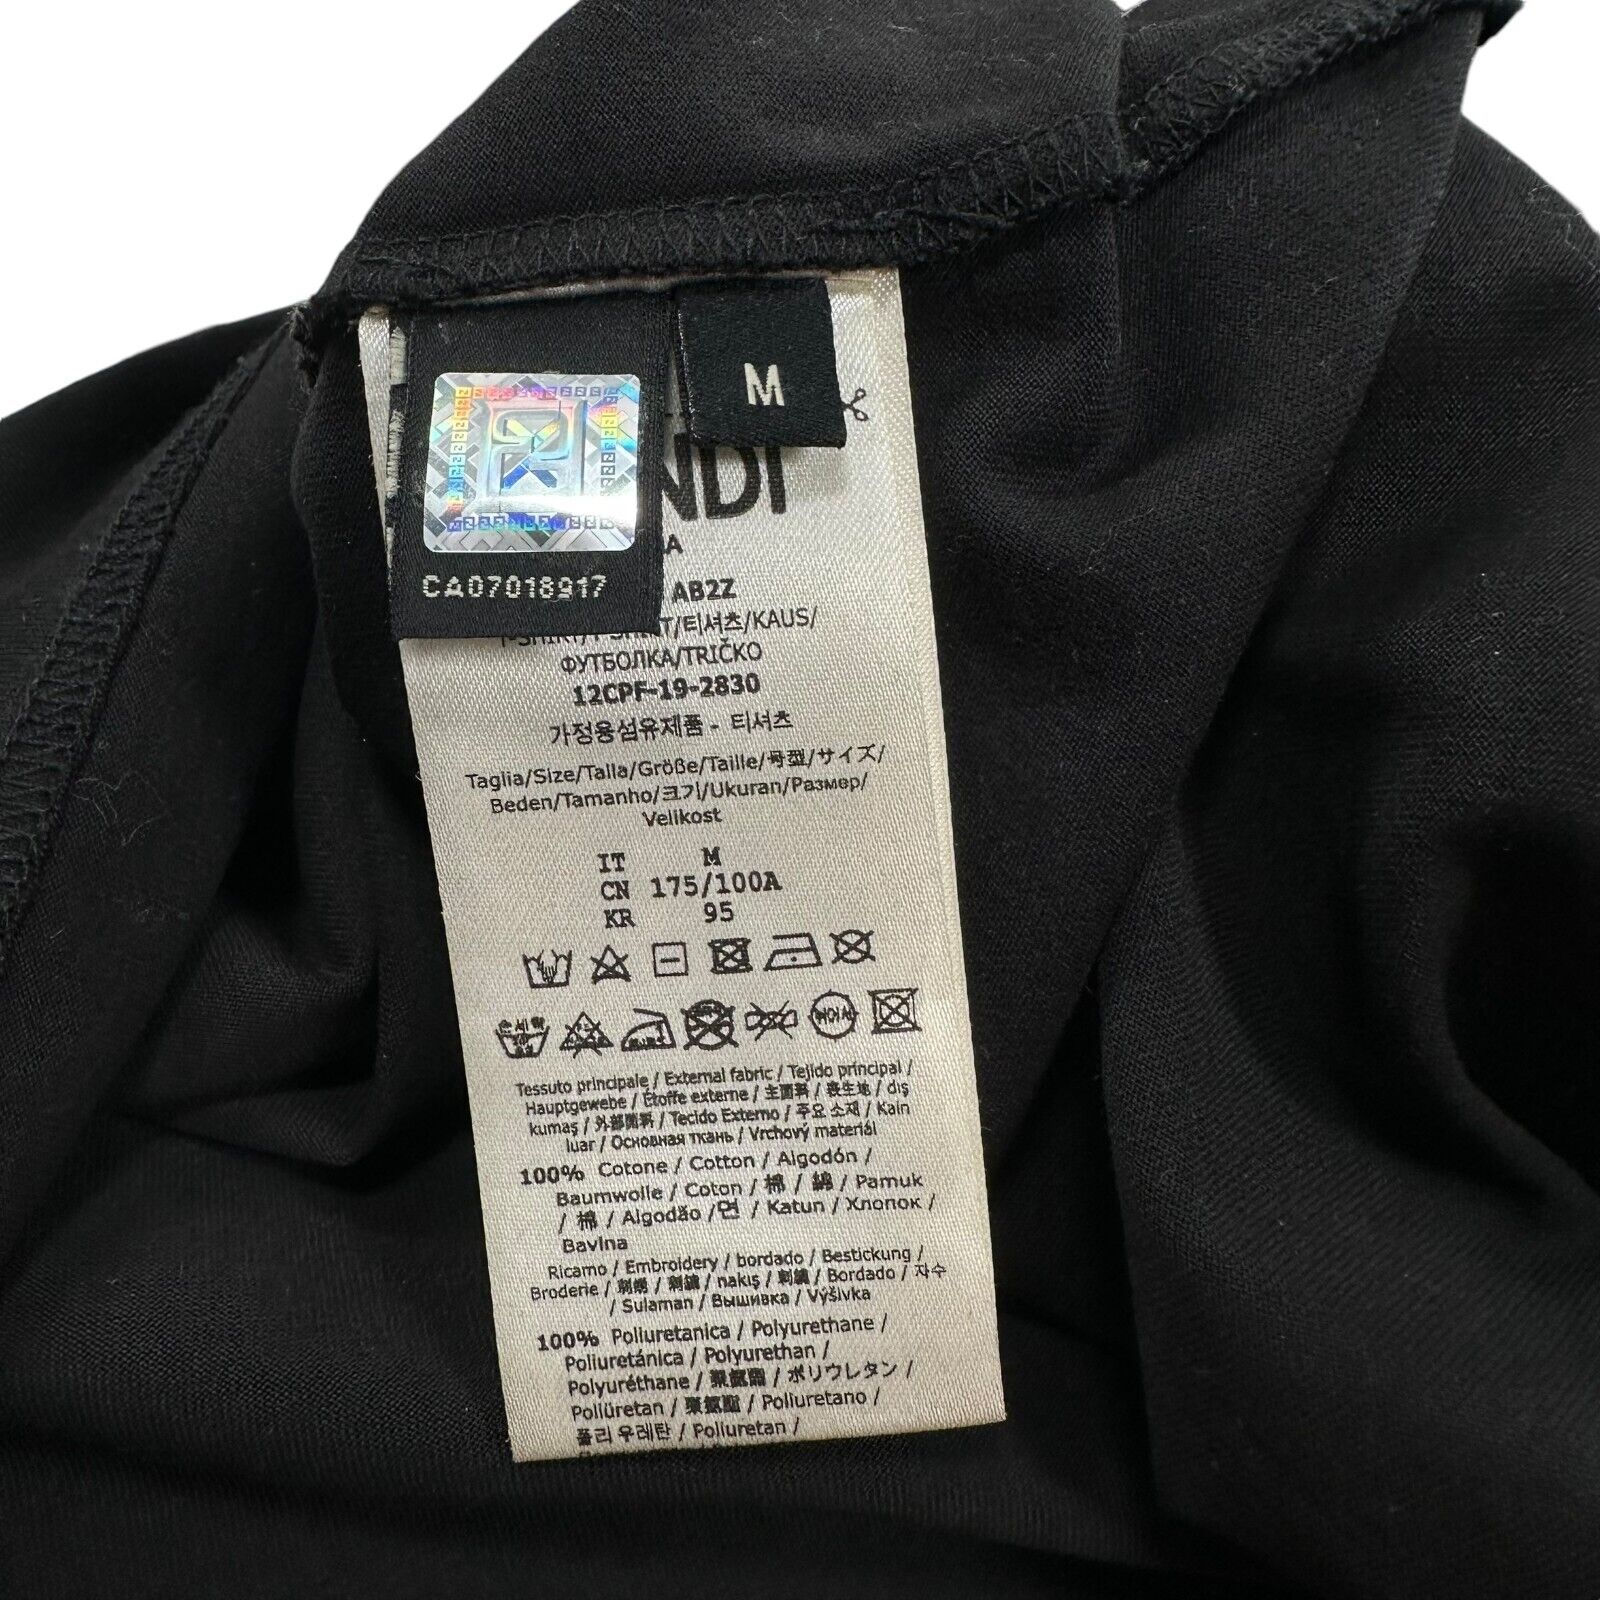 M
NDI
CA07018917
AB2Z
T-SHIRT/T-SHIRT/티셔츠/KAUS/
ФУТБОЛКА/TRIČKO
12CPF-19-2830
가정용섬유제품 - 티셔츠
Taglia/Size/Talla/Größe/Taille/号型/サイズ/
Beden/Tamanho/크기/Ukuran/Размер/
Velikost
IT M
CN 175/100A
KR 95
손세탁
Tessuto principale / External fabric / Tejido principal /
Hauptgewebe / Étoffe externe / 主面料 / 表生地 / dış
kumaş / 外部面料 / Tecido Externo / 주요 소재 / Kain
luar / Основная ткань / Vrchový materiál
100% Cotone / Cotton / Algodón /
Baumwolle / Coton / 棉 / 綿 / Pamuk
/ 棉 / Algodão / 면 / Katun / Хлопок /
Bavlna
Ricamo / Embroidery / bordado / Bestickung /
Broderie / 刺绣 / 刺繍 / nakış / 刺繡 / Bordado / 자수
/ Sulaman / Вышивка / Výšivka
100% Poliuretanica / Polyurethane /
Poliuretánica / Polyurethan /
Polyuréthane / 聚氨酯 / ポリウレタン /
Poliüretan / 聚氨酯 / Poliuretano /
폴리우레탄 / Poliuretan /